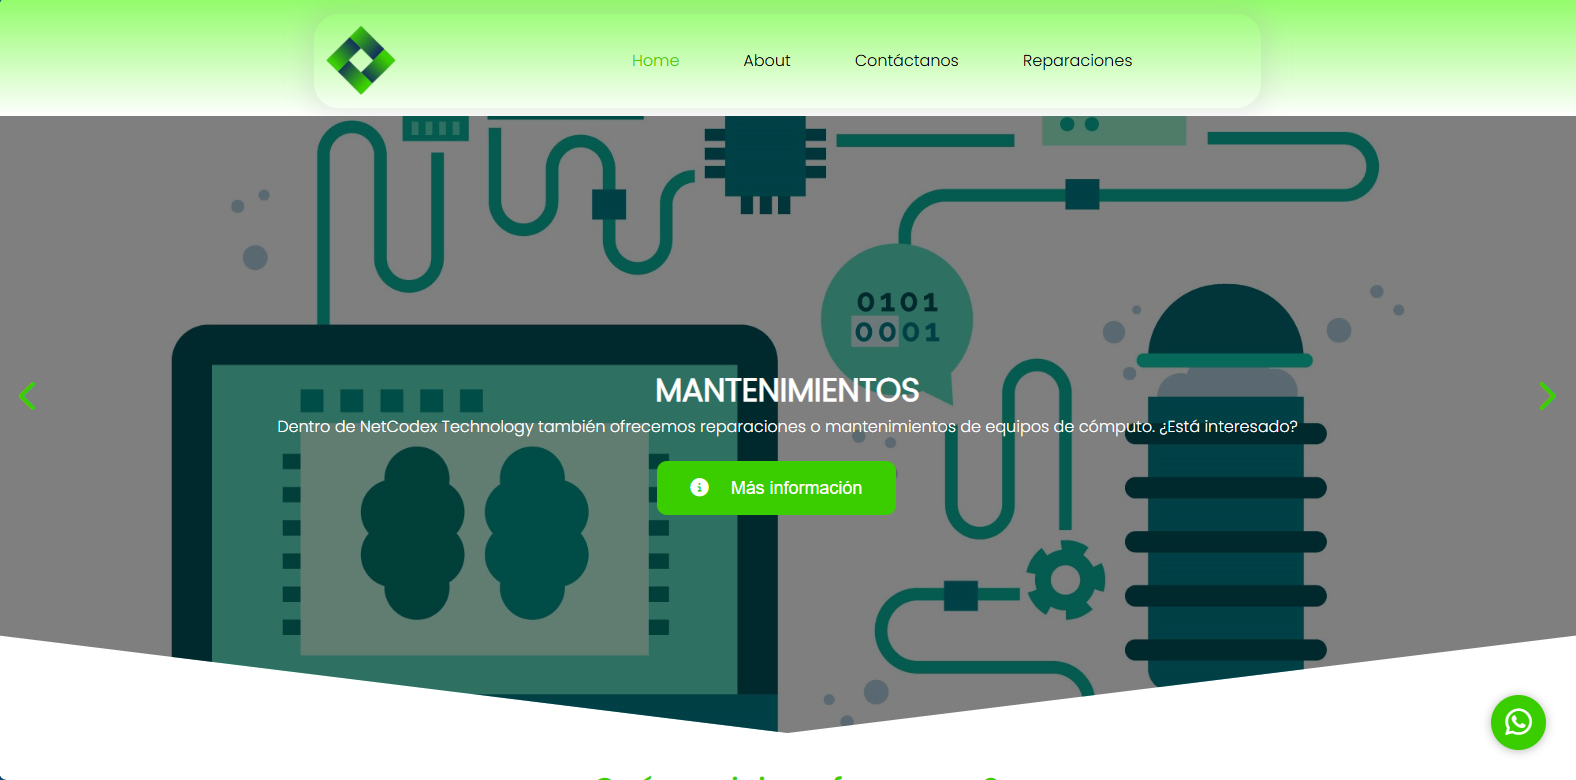 Home About Contáctanos Reparaciones
0101
0001
MANTENIMIENTOS
Dentro de NetCodex Technology también ofrecemos reparaciones o mantenimientos de equipos de cómputo. ¿Está interesado?
Más información